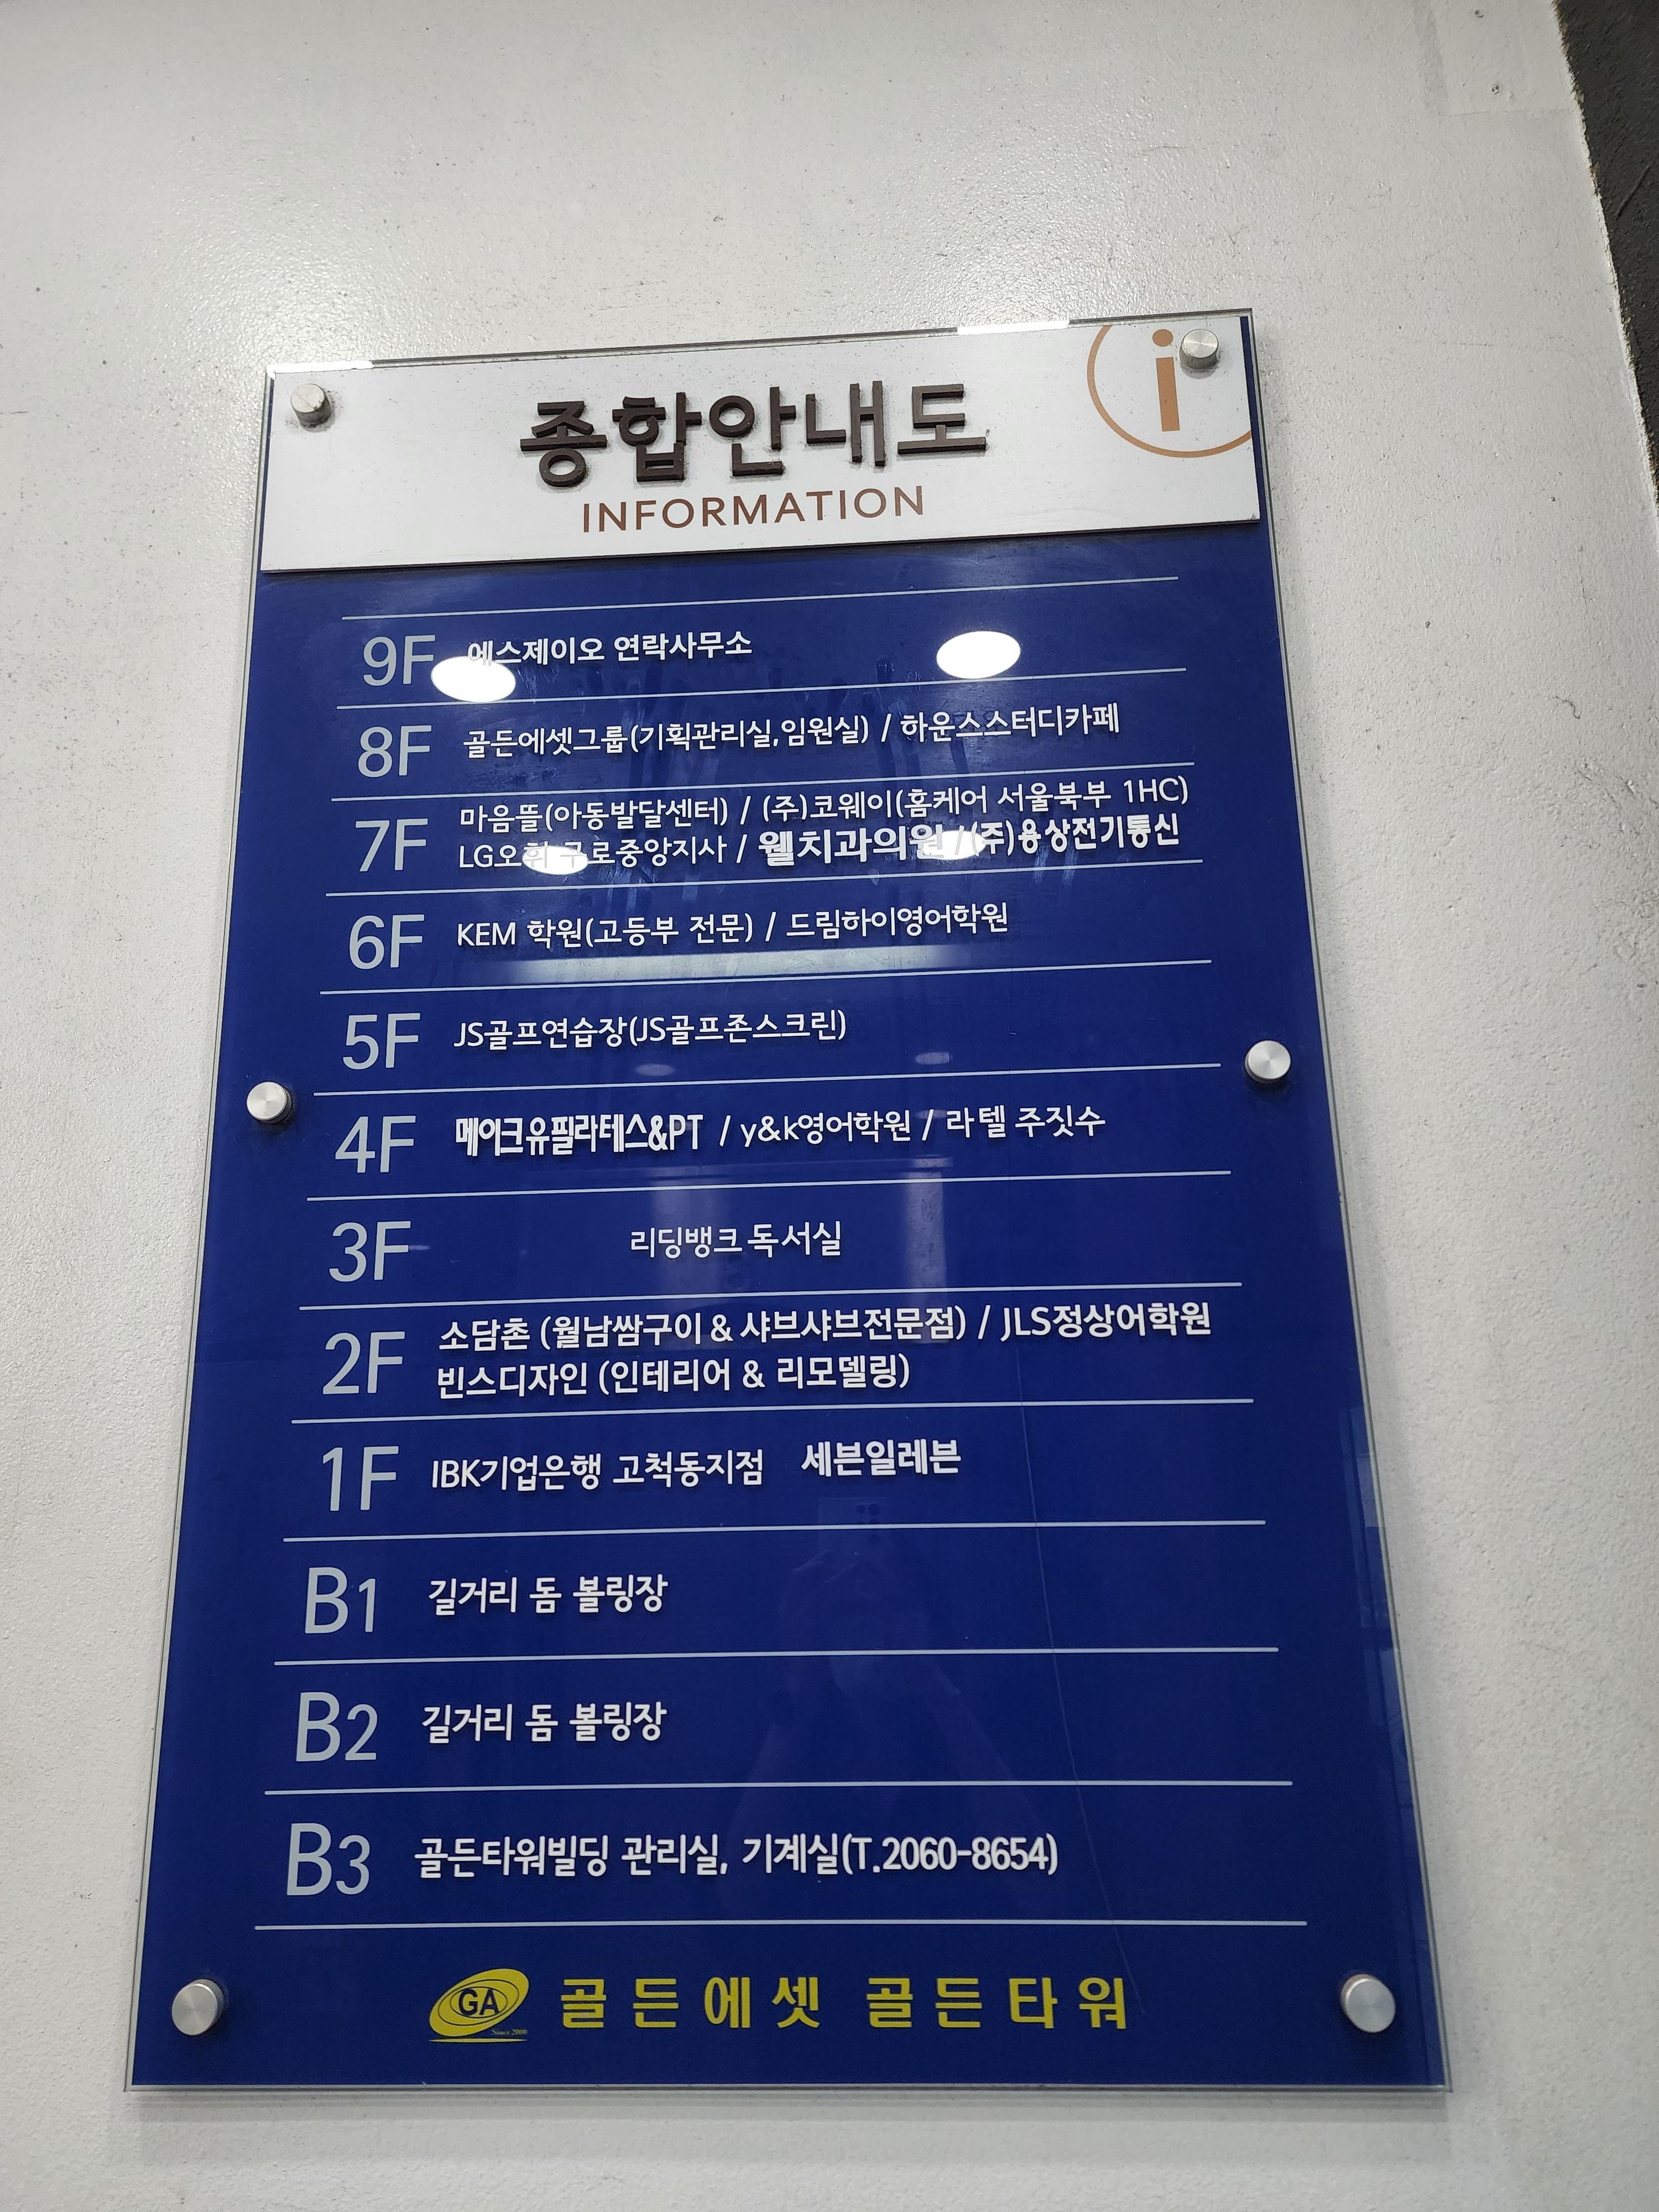 종합안내도
INFORMATION
9F 에스제이오 연락사무소
8F 골든에셋그룹(기획관리실,임원실) / 하운스스터디카페
7F 마음뜰(아동발달센터) / (주)코웨이(홈케어 서울북부 1HC)
LG오휘 구로중앙지사 / 웰치과의원 / (주)용상전기통신
6F KEM 학원(고등부 전문) / 드림하이영어학원
5F JS골프연습장(JS골프존스크린)
4F 메이크유필라테스&PT / y&k영어학원 / 라텔 주짓수
3F 리딩뱅크독서실
2F 소담촌 (월남쌈구이 & 샤브샤브전문점) / JLS정상어학원
빈스디자인 (인테리어 & 리모델링)
1F IBK기업은행 고척동지점 세븐일레븐
B1 길거리 돔 볼링장
B2 길거리 돔 볼링장
B3 골든타워빌딩 관리실, 기계실(T.2060-8654)
GA 골든에셋 골든타워
Since 2000